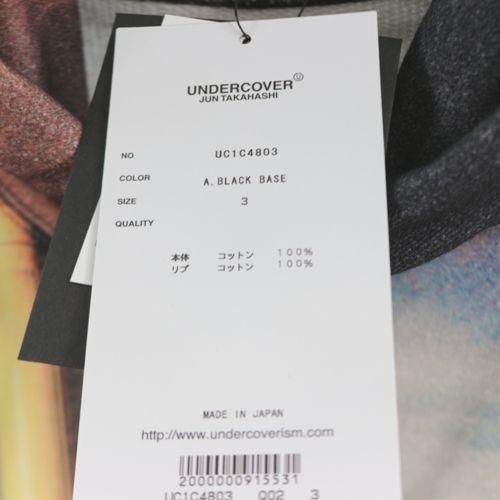 UNDERCOVER Ⓤ
JUN TAKAHASHI
NO UC1C4803
COLOR A.BLACK BASE
SIZE 3
QUALITY
本体 コットン 100%
リブ コットン 100%
MADE IN JAPAN
http://www.undercoverism.com/
2000000915531
UC1C4803 Q02 3